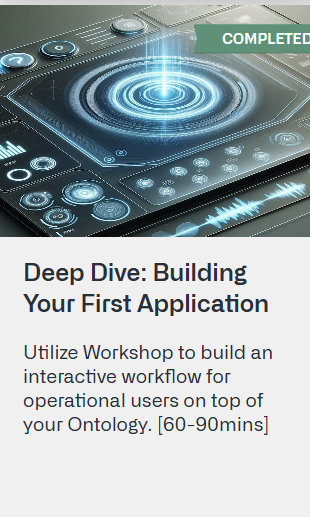 COMPLETED
Deep Dive: Building
Your First Application
Utilize Workshop to build an
interactive workflow for
operational users on top of
your Ontology. [60-90mins]